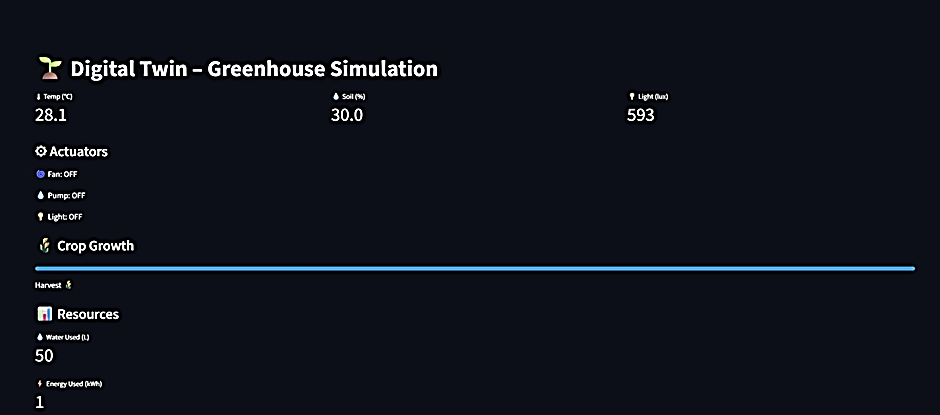 Digital Twin – Greenhouse Simulation
Temp (°C)
Soil (%)
Light (lux)
28.1
30.0
593
Actuators
Fan: OFF
Pump: OFF
Light: OFF
Crop Growth
Harvest
Resources
Water Used (L)
50
Energy Used (kWh)
1